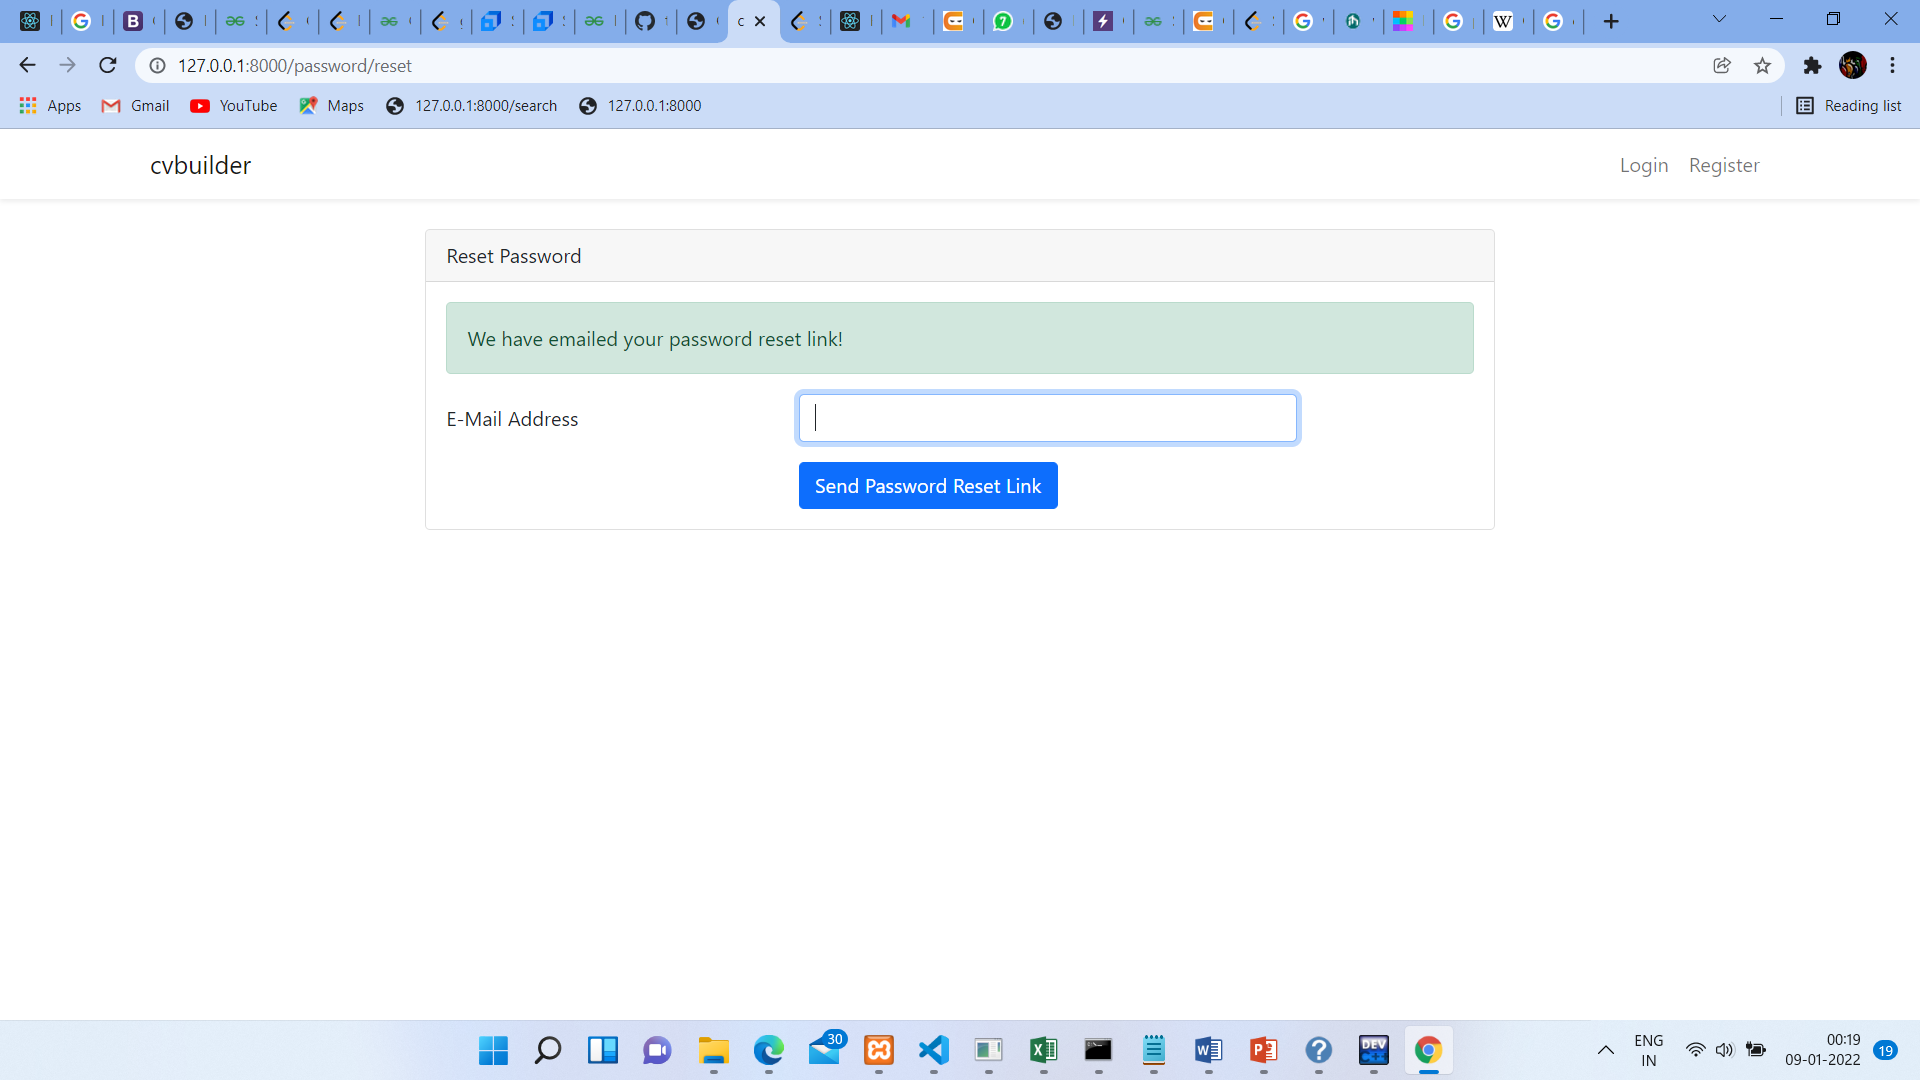 127.0.0.1:8000/password/reset
Apps Gmail YouTube Maps 127.0.0.1:8000/search 127.0.0.1:8000 Reading list
cvbuilder Login Register
Reset Password
We have emailed your password reset link!
E-Mail Address
Send Password Reset Link
30
ENG
IN
00:19
09-01-2022
19